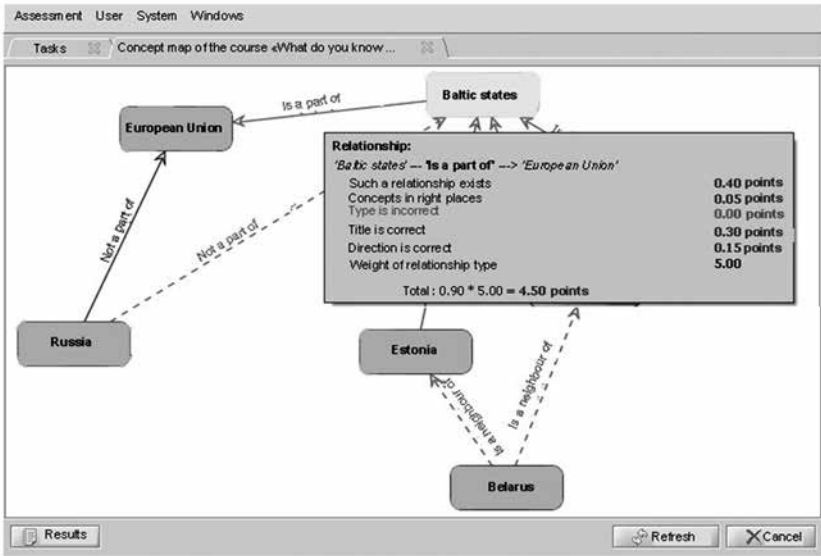 Assessment User System Windows
Tasks
Concept map of the course «What do you know ...
Is a part of
Baltic states
European Union
Relationship:
'Baltic states' --- 'Is a part of' ---> 'European Union'
Such a relationship exists 0.40 points
Concepts in right places 0.05 points
Type is incorrect 0.00 points
Title is correct 0.30 points
Direction is correct 0.15 points
Weight of relationship type 5.00
Total : 0.90 * 5.00 = 4.50 points
Not a part of
Not a part of
Russia
Estonia
Is a neighbour of
Is a neighbour of
Belarus
Results
Refresh
Cancel